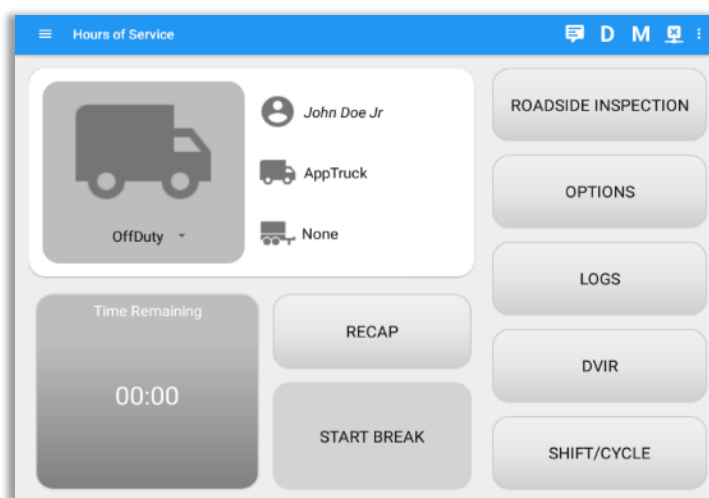 Hours of Service
D M
John Doe Jr
AppTruck
None
OffDuty
Time Remaining
00:00
RECAP
START BREAK
ROADSIDE INSPECTION
OPTIONS
LOGS
DVIR
SHIFT/CYCLE